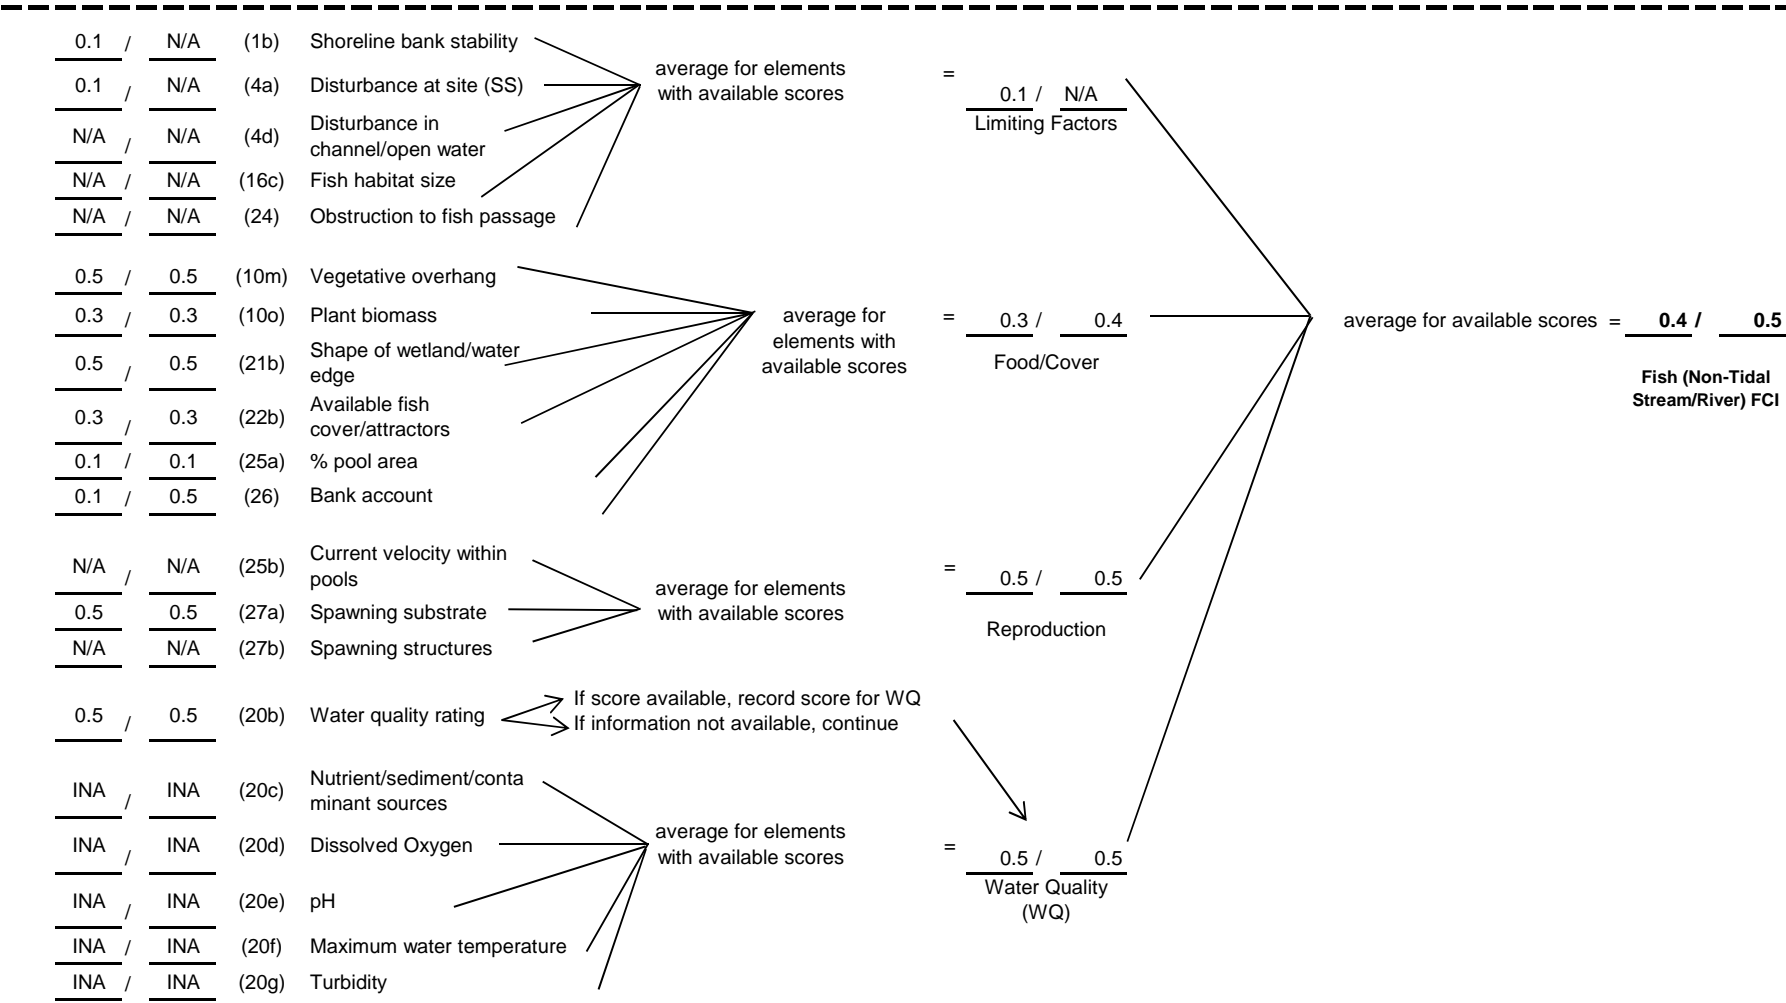 0.1 / N/A (1b) Shoreline bank stability
0.1 / N/A (4a) Disturbance at site (SS)
N/A / N/A (4d) Disturbance in
channel/open water
N/A / N/A (16c) Fish habitat size
N/A / N/A (24) Obstruction to fish passage
average for elements
with available scores
=
0.1 / N/A
Limiting Factors
0.5 / 0.5 (10m) Vegetative overhang
0.3 / 0.3 (10o) Plant biomass
0.5 / 0.5 (21b) Shape of wetland/water
edge
0.3 / 0.3 (22b) Available fish
cover/attractors
0.1 / 0.1 (25a) % pool area
0.1 / 0.5 (26) Bank account
average for
elements with
available scores
= 0.3 / 0.4
Food/Cover
average for available scores = 0.4 / 0.5
Fish (Non-Tidal
Stream/River) FCI
N/A / N/A (25b) Current velocity within
pools
0.5 / 0.5 (27a) Spawning substrate
N/A / N/A (27b) Spawning structures
average for elements
with available scores
=
0.5 / 0.5
Reproduction
0.5 / 0.5 (20b) Water quality rating
If score available, record score for WQ
If information not available, continue
INA / INA (20c) Nutrient/sediment/conta
minant sources
INA / INA (20d) Dissolved Oxygen
INA / INA (20e) pH
INA / INA (20f) Maximum water temperature
INA / INA (20g) Turbidity
average for elements
with available scores
=
0.5 / 0.5
Water Quality
(WQ)